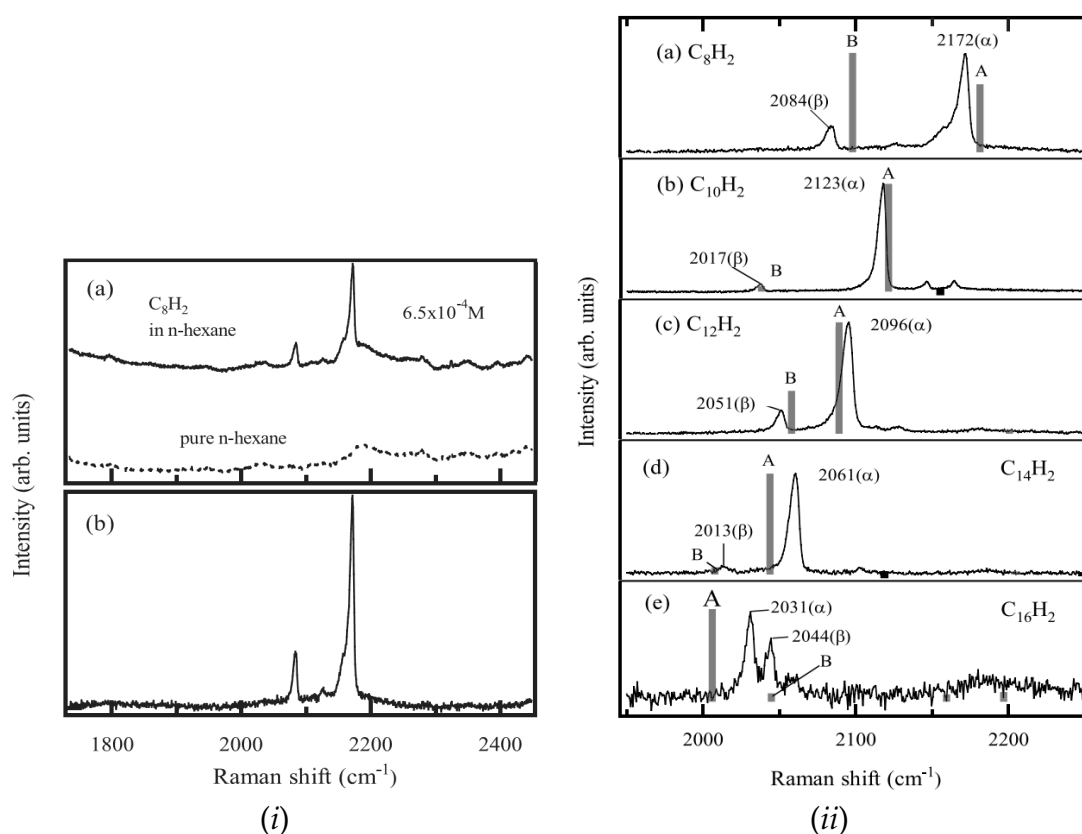 (a)
C₈H₂
in n-hexane
6.5x10⁻⁴M
pure n-hexane
(b)
Intensity (arb. units)
1800
2000
2200
2400
Raman shift (cm⁻¹)
(i)
(a) C₈H₂
B
2172(α)
A
2084(β)
(b) C₁₀H₂
2123(α)
A
2017(β)
B
(c) C₁₂H₂
A
2096(α)
B
2051(β)
(d)
A
2061(α)
C₁₄H₂
2013(β)
B
(e)
A
2031(α)
C₁₆H₂
2044(β)
B
Intensity (arb. units)
2000
2100
2200
Raman shift (cm⁻¹)
(ii)